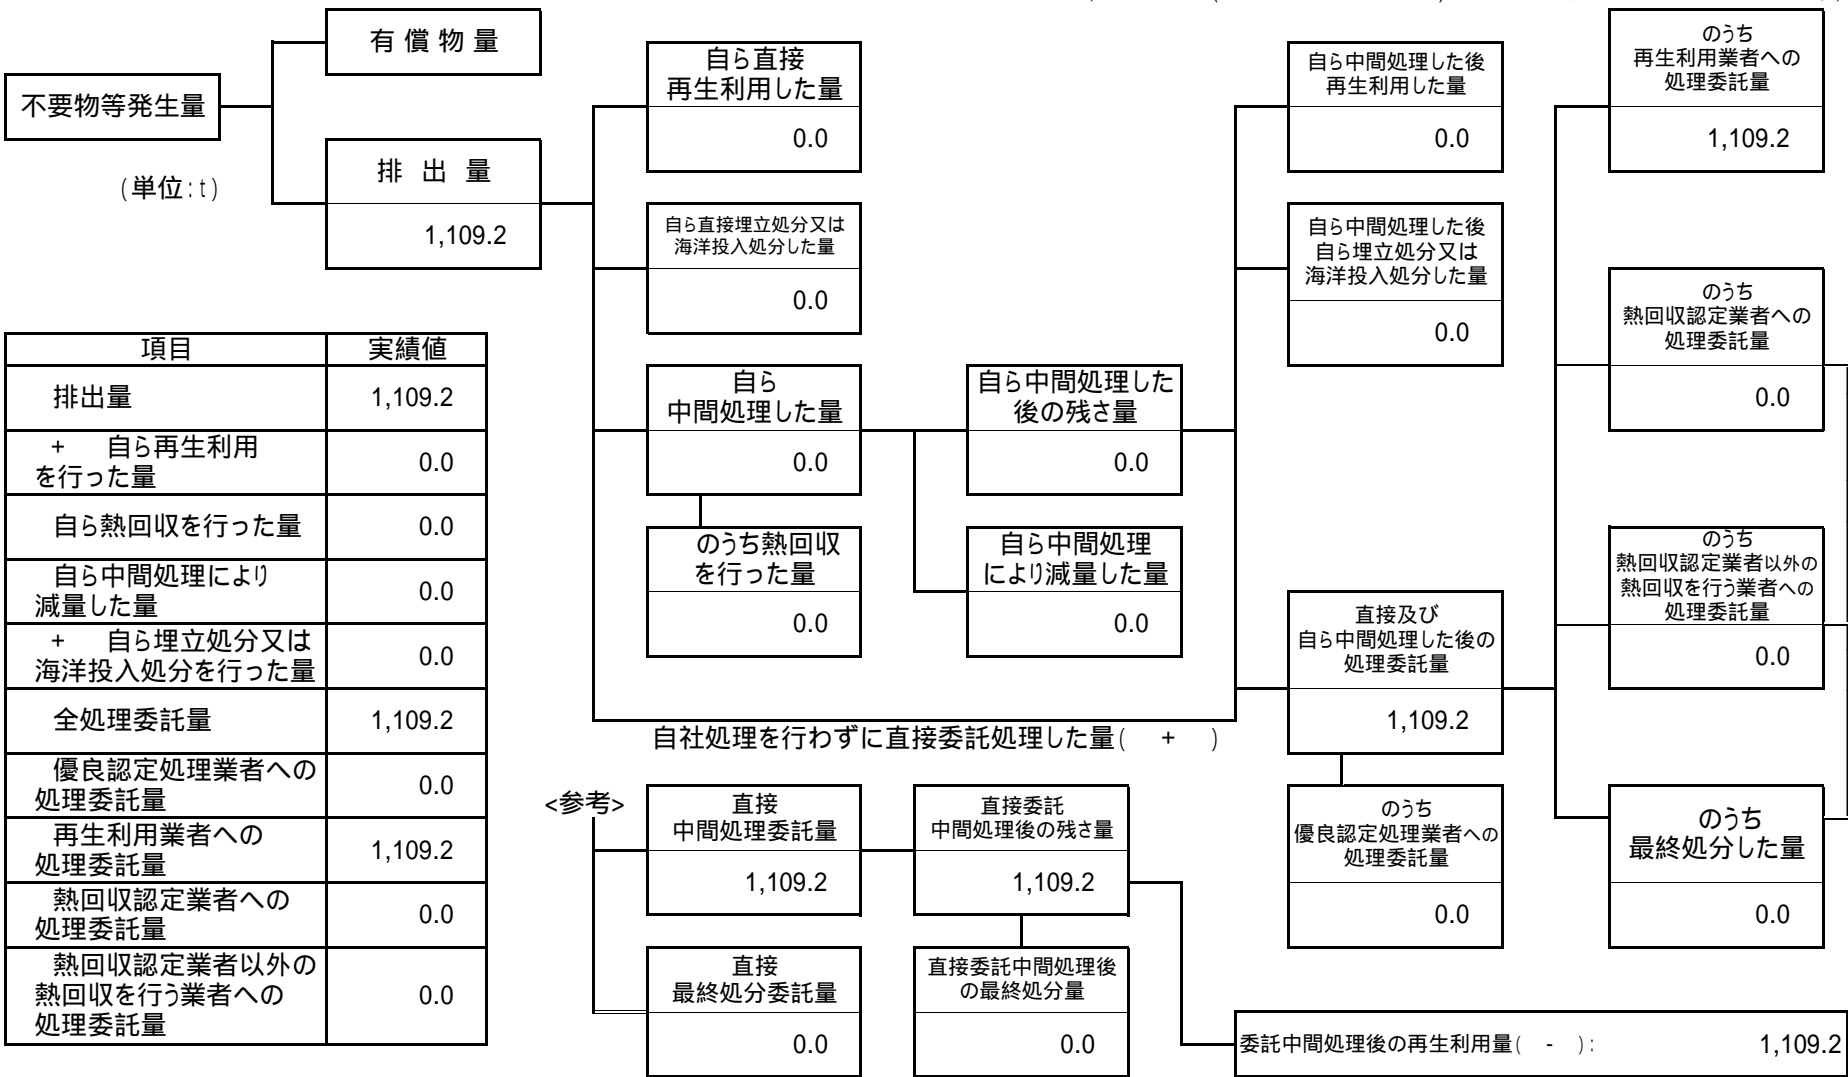 有 償 物 量
不要物等発生量
(単位:t)
排 出 量
1,109.2
自ら直接
再生利用した量
0.0
自ら直接埋立処分又は
海洋投入処分した量
0.0
自ら
中間処理した量
0.0
のうち熱回収
を行った量
0.0
自ら中間処理した
後の残さ量
0.0
自ら中間処理
により減量した量
0.0
自ら中間処理した後
再生利用した量
0.0
自ら中間処理した後
自ら埋立処分又は
海洋投入処分した量
0.0
直接及び
自ら中間処理した後の
処理委託量
1,109.2
のうち
優良認定処理業者への
処理委託量
0.0
のうち
再生利用業者への
処理委託量
1,109.2
のうち
熱回収認定業者への
処理委託量
0.0
のうち
熱回収認定業者以外の
熱回収を行う業者への
処理委託量
0.0
のうち
最終処分した量
0.0
自社処理を行わずに直接委託処理した量( + )
項目 実績値
排出量 1,109.2
+ 自ら再生利用
を行った量 0.0
自ら熱回収を行った量 0.0
自ら中間処理により
減量した量 0.0
+ 自ら埋立処分又は
海洋投入処分を行った量 0.0
全処理委託量 1,109.2
優良認定処理業者への
処理委託量 0.0
再生利用業者への
処理委託量 1,109.2
熱回収認定業者への
処理委託量 0.0
熱回収認定業者以外の
熱回収を行う業者への
処理委託量 0.0
<参考>
直接
中間処理委託量
1,109.2
直接委託
中間処理後の残さ量
1,109.2
直接
最終処分委託量
0.0
直接委託中間処理後
の最終処分量
0.0
委託中間処理後の再生利用量( - ): 1,109.2